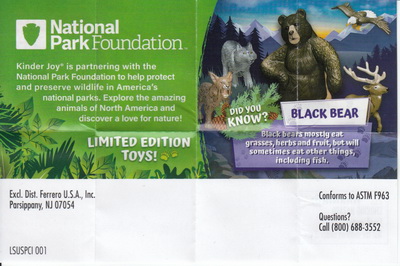 National
Park Foundation™
Kinder Joy® is partnering with the
National Park Foundation to help protect
and preserve wildlife in America's
national parks. Explore the amazing
animals of North America and
discover a love for nature!
LIMITED EDITION
TOYS!
DID YOU
KNOW?
BLACK BEAR
Black bears mostly eat
grasses, herbs and fruit, but will
sometimes eat other things,
including fish.
Excl. Dist. Ferrero U.S.A., Inc.
Parsippany, NJ 07054
LSUSPCI 001
Conforms to ASTM F963
Questions?
Call (800) 688-3552